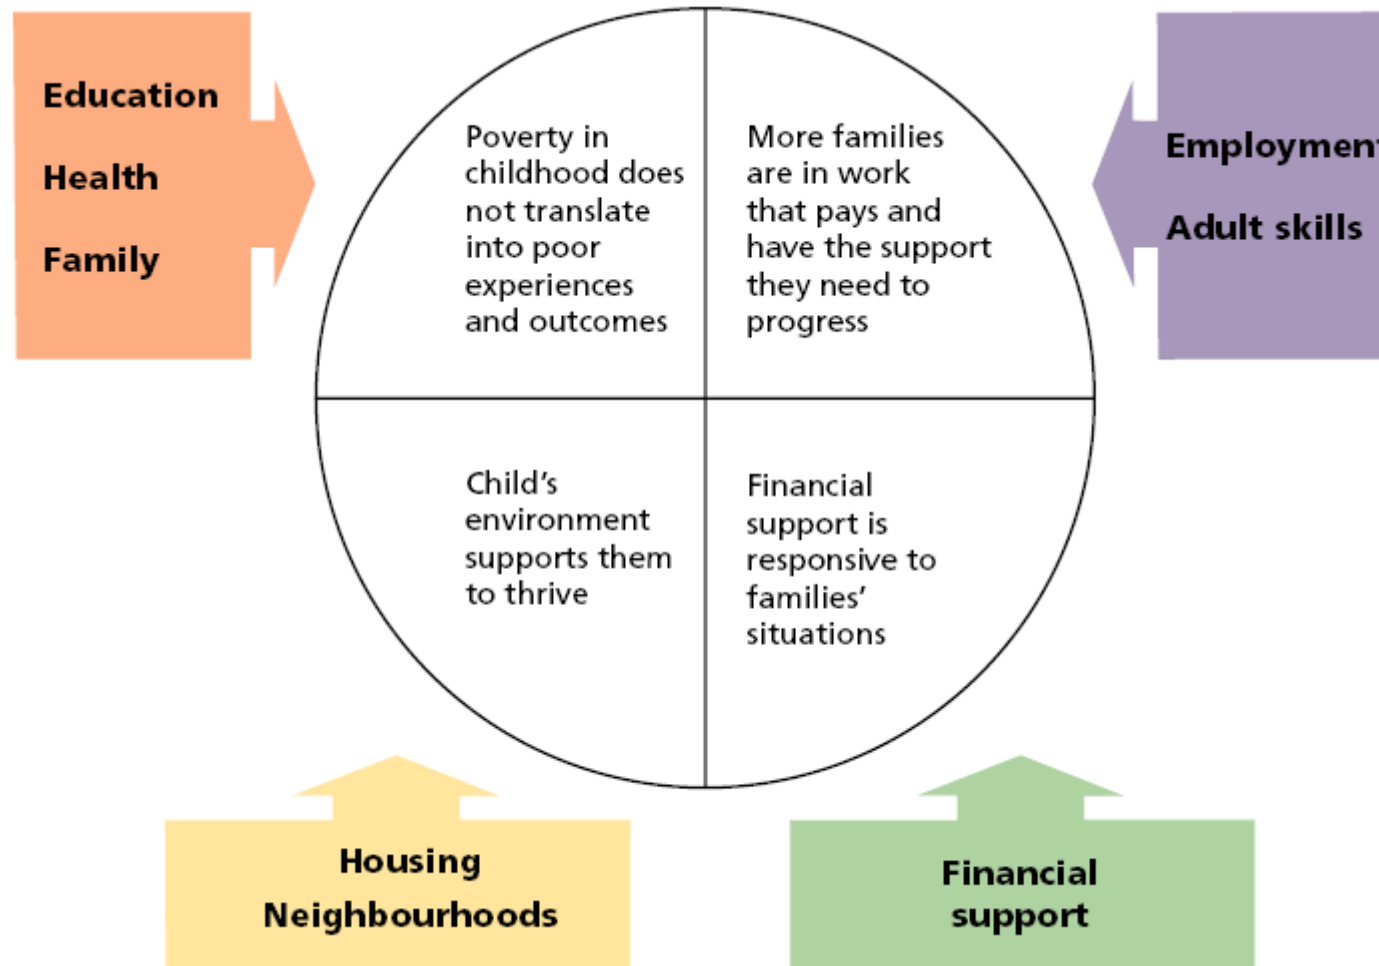 Education
Health
Family
Poverty in
childhood does
not translate
into poor
experiences
and outcomes
More families
are in work
that pays and
have the support
they need to
progress
Employment
Adult skills
Child's
environment
supports them
to thrive
Financial
support is
responsive to
families'
situations
Housing
Neighbourhoods
Financial
support